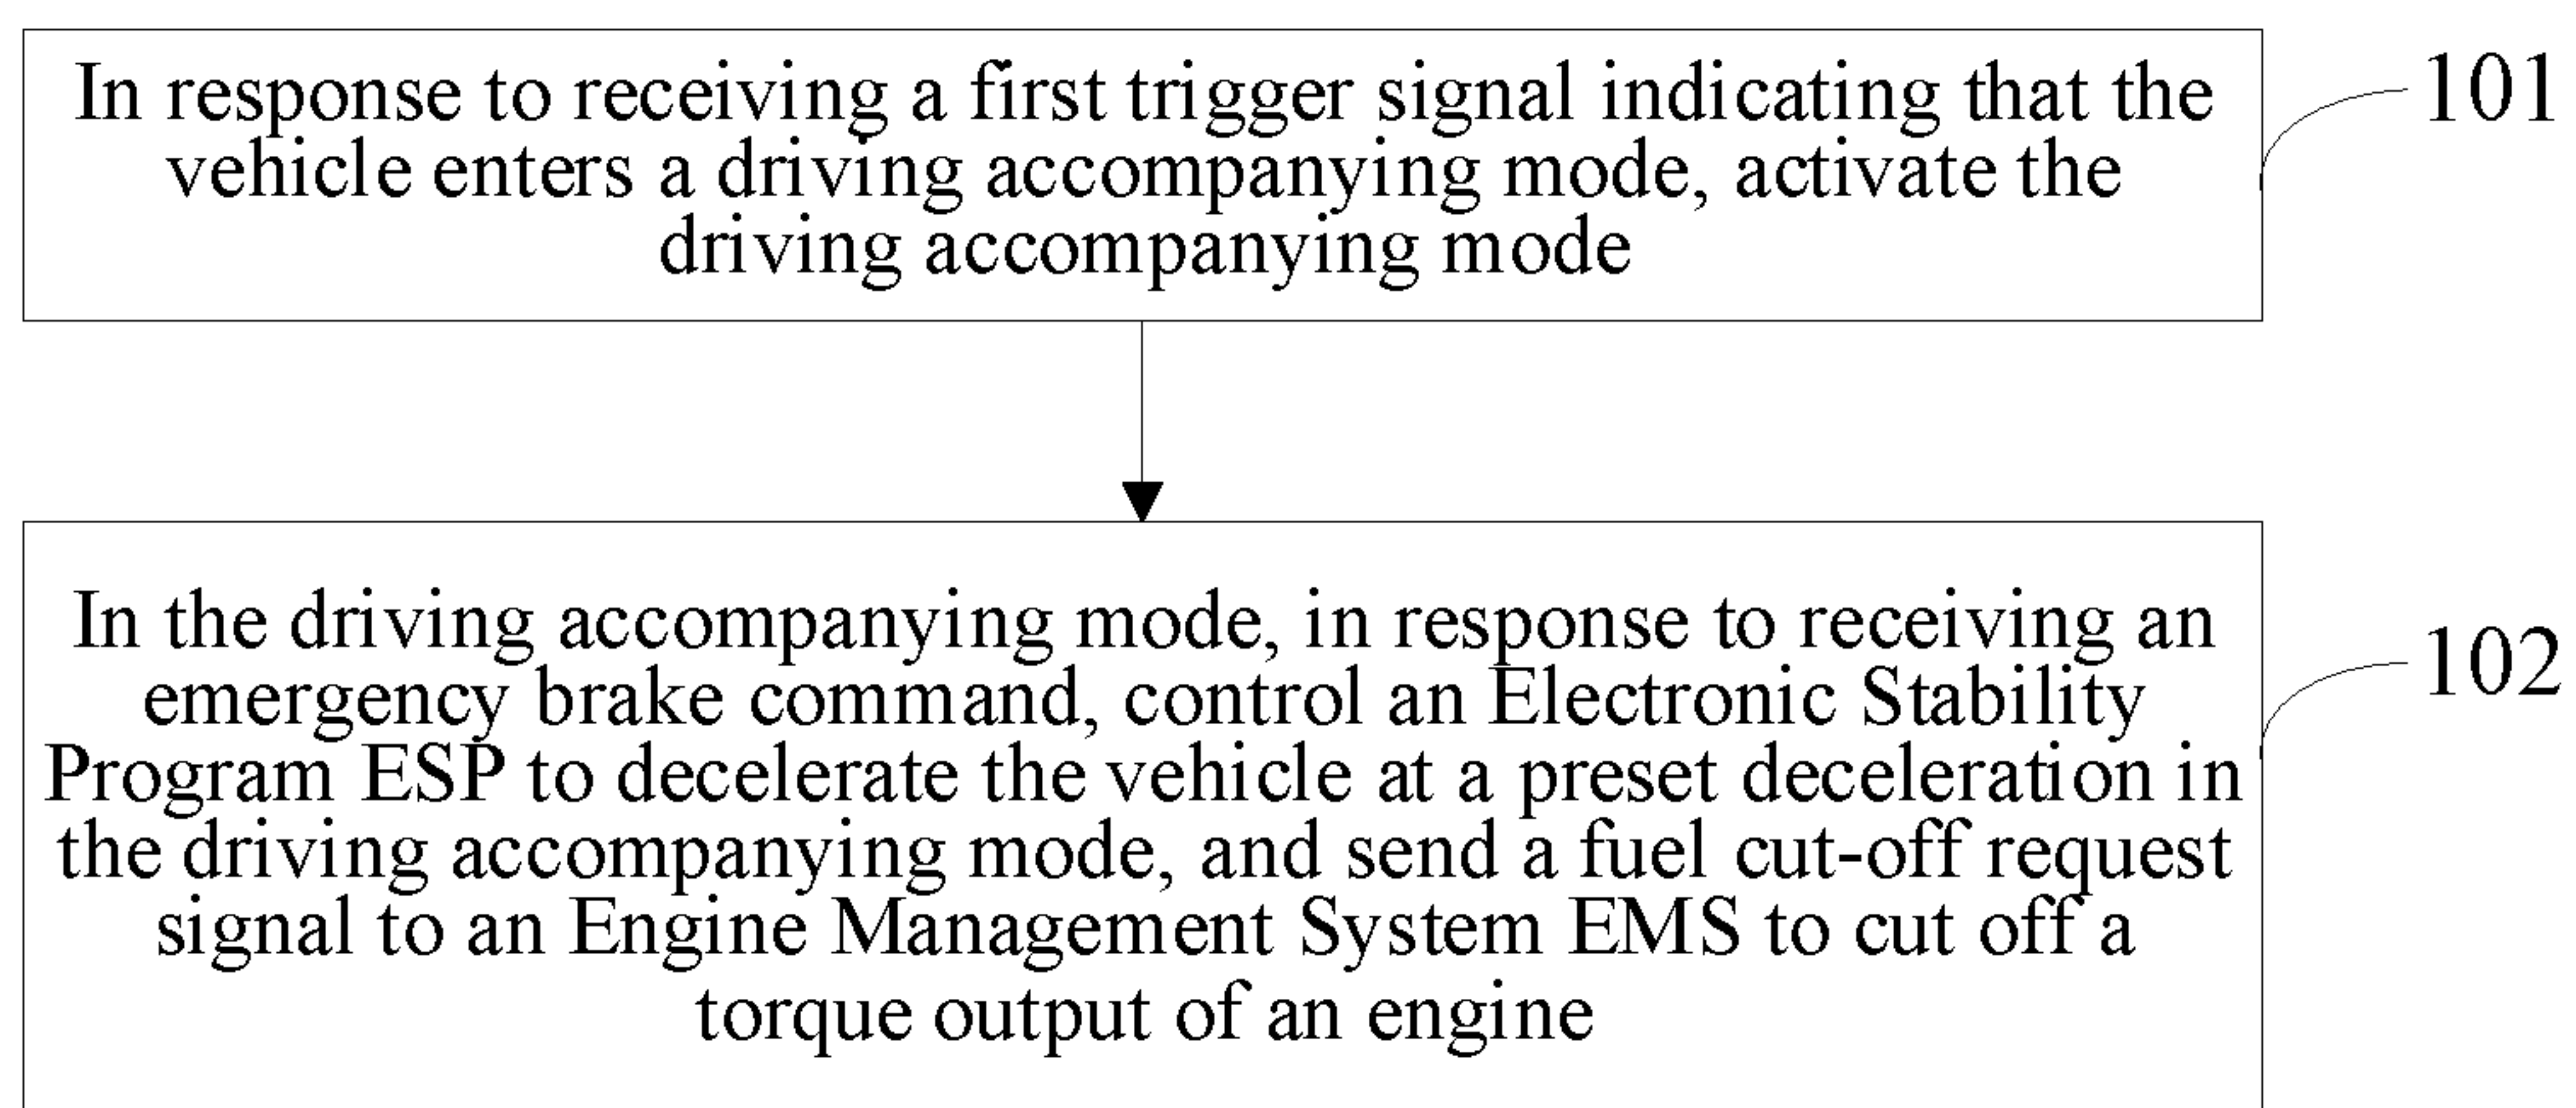 In response to receiving a first trigger signal indicating that the
vehicle enters a driving accompanying mode, activate the
driving accompanying mode
101
In the driving accompanying mode, in response to receiving an
emergency brake command, control an Electronic Stability
Program ESP to decelerate the vehicle at a preset deceleration in
the driving accompanying mode, and send a fuel cut-off request
signal to an Engine Management System EMS to cut off a
torque output of an engine
102